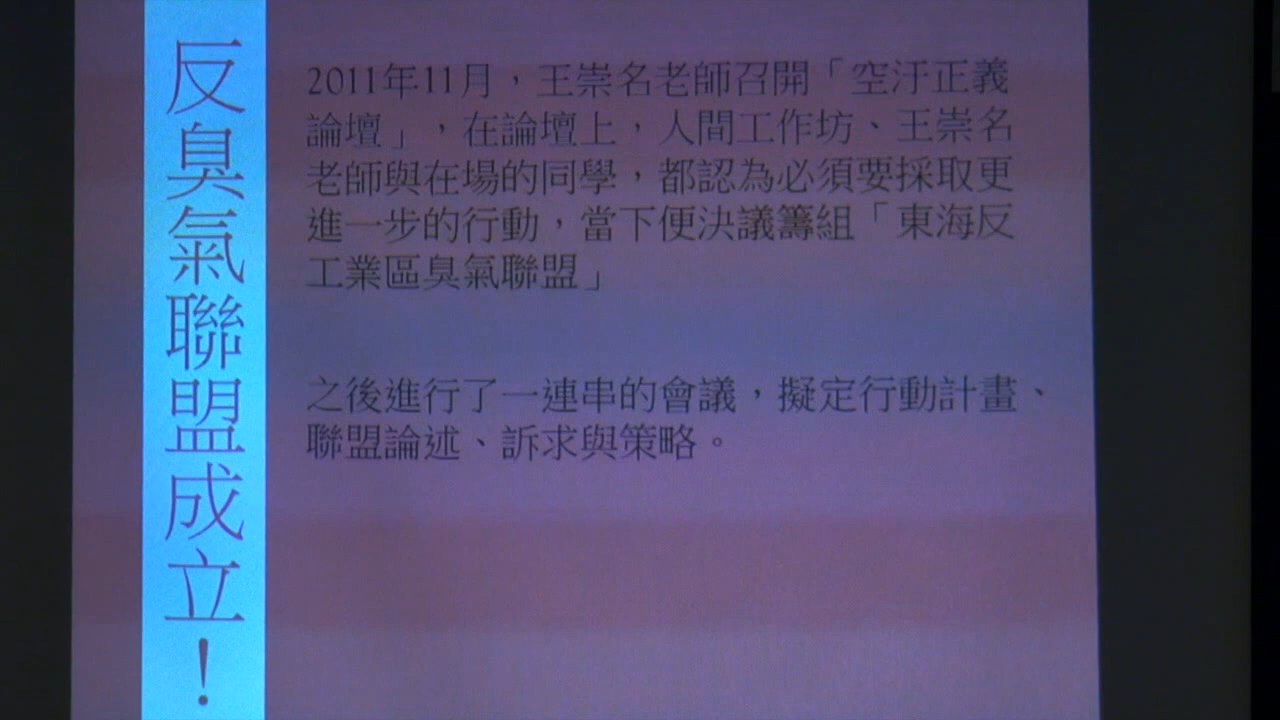 反臭氣聯盟成立！
2011年11月，王崇名老師召開「空汙正義
論壇」，在論壇上，人間工作坊、王崇名
老師與在場的同學，都認為必須要採取更
進一步的行動，當下便決議籌組「東海反
工業區臭氣聯盟」
之後進行了一連串的會議，擬定行動計畫、
聯盟論述、訴求與策略。